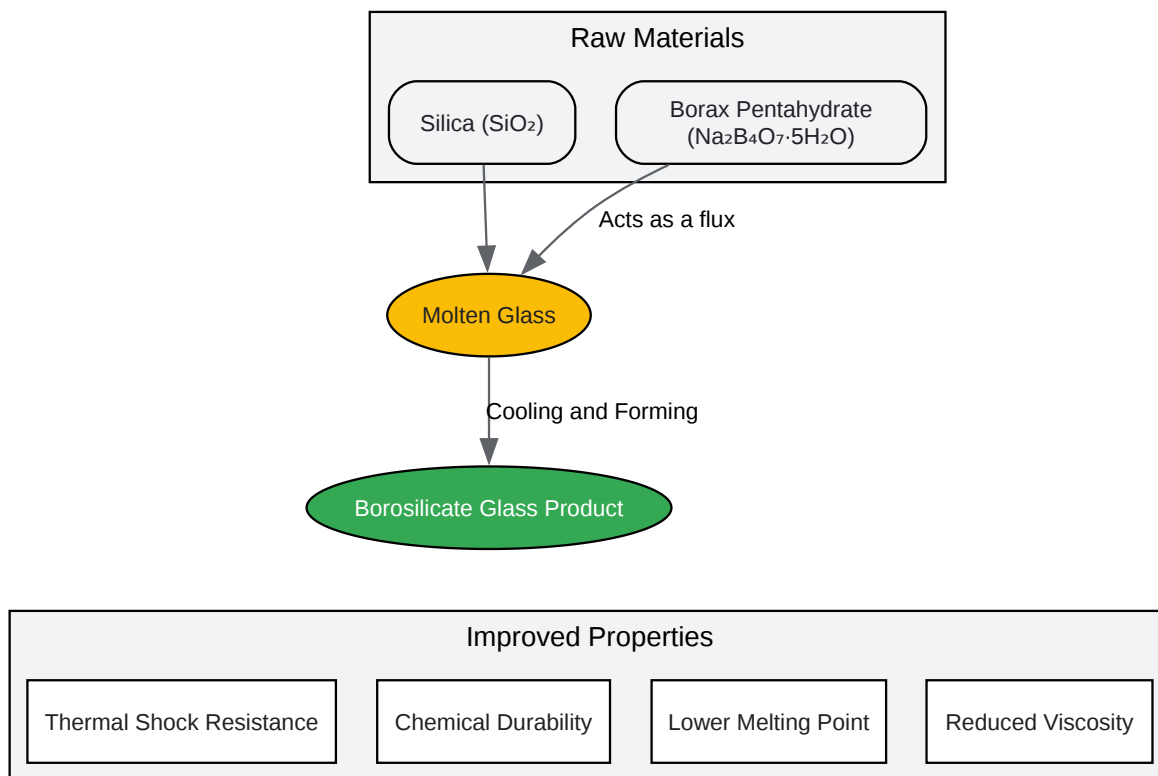 Raw Materials
Silica (SiO₂)
Borax Pentahydrate
(Na₂B₄O₇·5H₂O)
Acts as a flux
Molten Glass
Cooling and Forming
Borosilicate Glass Product
Improved Properties
Thermal Shock Resistance
Chemical Durability
Lower Melting Point
Reduced Viscosity